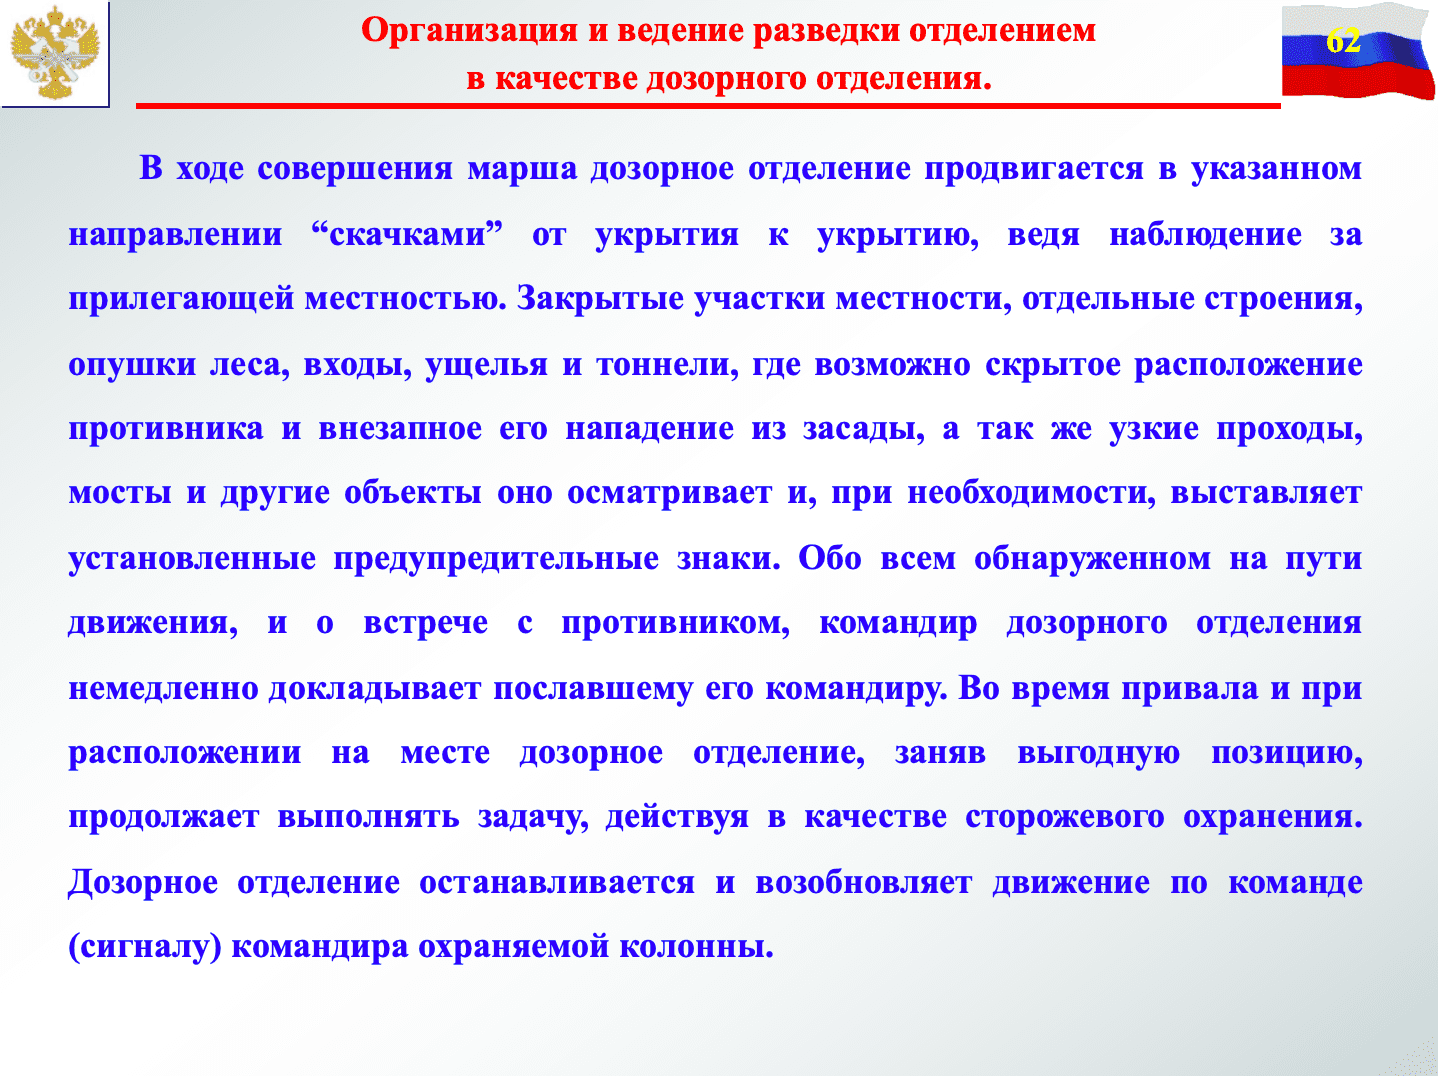 Организация и ведение разведки отделением
в качестве дозорного отделения.
62
В ходе совершения марша дозорное отделение продвигается в указанном
направлении “скачками” от укрытия к укрытию, ведя наблюдение за
прилегающей местностью. Закрытые участки местности, отдельные строения,
опушки леса, входы, ущелья и тоннели, где возможно скрытое расположение
противника и внезапное его нападение из засады, а так же узкие проходы,
мосты и другие объекты оно осматривает и, при необходимости, выставляет
установленные предупредительные знаки. Обо всем обнаруженном на пути
движения, и о встрече с противником, командир дозорного отделения
немедленно докладывает пославшему его командиру. Во время привала и при
расположении на месте дозорное отделение, заняв выгодную позицию,
продолжает выполнять задачу, действуя в качестве сторожевого охранения.
Дозорное отделение останавливается и возобновляет движение по команде
(сигналу) командира охраняемой колонны.